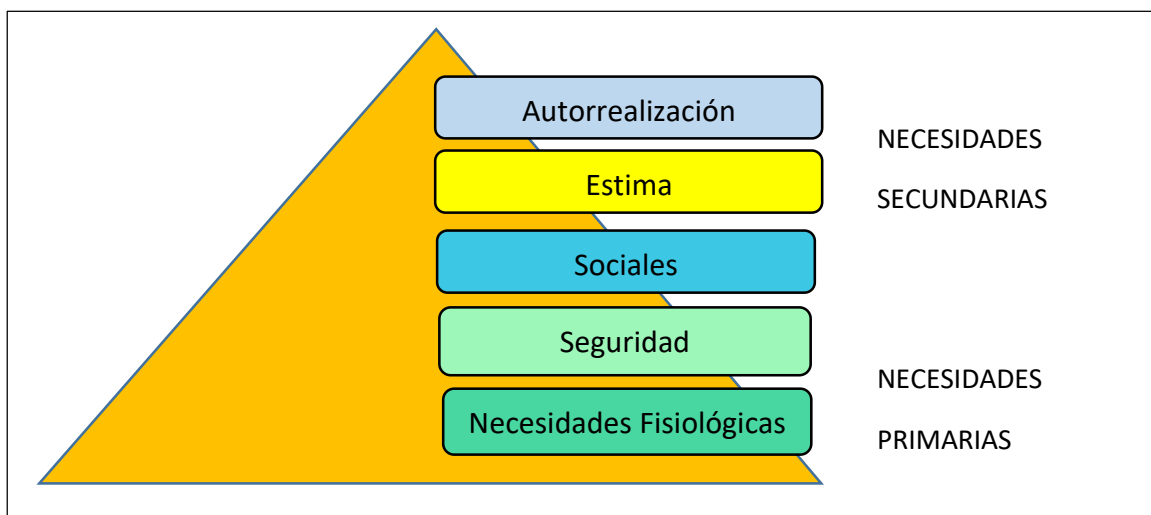 Autorrealización
NECESIDADES
Estima
SECUNDARIAS
Sociales
Seguridad
NECESIDADES
Necesidades Fisiológicas
PRIMARIAS